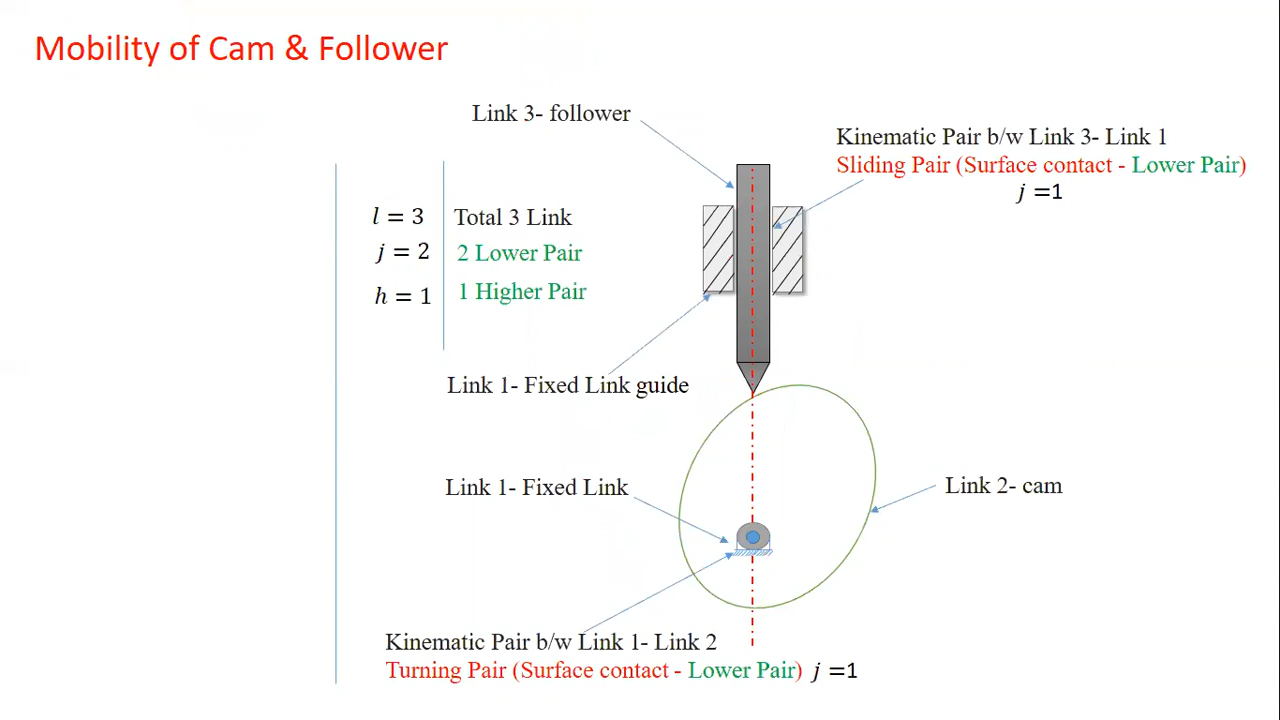 Mobility of Cam & Follower
Link 3- follower
Kinematic Pair b/w Link 3- Link 1
Sliding Pair (Surface contact - Lower Pair)
j =1
l = 3 Total 3 Link
j = 2 2 Lower Pair
h = 1 1 Higher Pair
Link 1- Fixed Link guide
Link 1- Fixed Link
Link 2- cam
Kinematic Pair b/w Link 1- Link 2
Turning Pair (Surface contact - Lower Pair) j =1